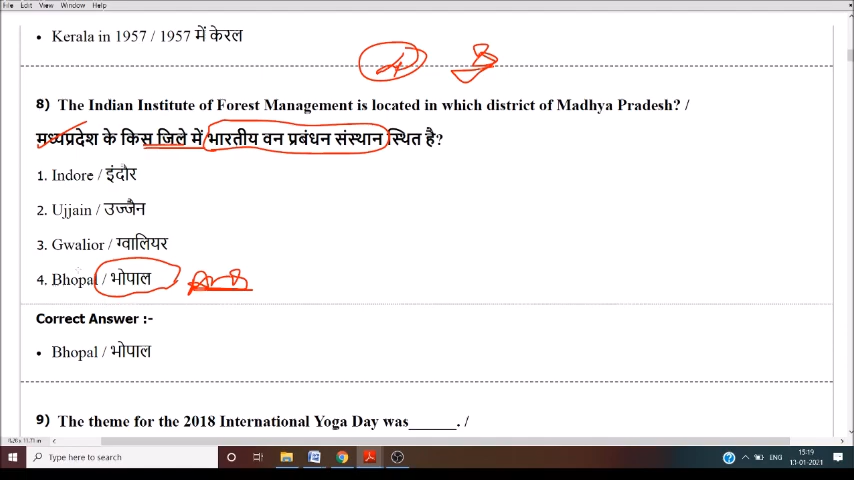 File Edit View Window Help
• Kerala in 1957 / 1957 में केरल
8) The Indian Institute of Forest Management is located in which district of Madhya Pradesh? /
मध्यप्रदेश के किस जिले में भारतीय वन प्रबंधन संस्थान स्थित है?
1. Indore / इंदौर
2. Ujjain / उज्जैन
3. Gwalior / ग्वालियर
4. Bhopal / भोपाल
Correct Answer :-
• Bhopal / भोपाल
9) The theme for the 2018 International Yoga Day was______. /
Type here to search
ENG
15:19
13-01-2021